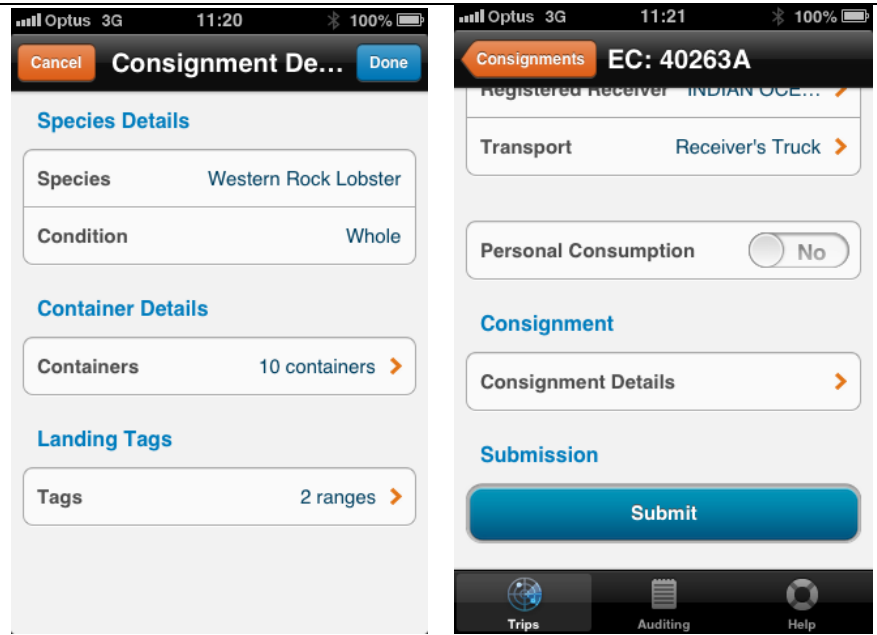 Optus 3G 11:20 100%
Cancel Consignment De... Done
Species Details
Species Western Rock Lobster
Condition Whole
Container Details
Containers 10 containers
Landing Tags
Tags 2 ranges
Optus 3G 11:21 100%
Consignments EC: 40263A
Registered Receiver INDIAN OCE...
Transport Receiver's Truck
Personal Consumption No
Consignment
Consignment Details
Submission
Submit
Trips Auditing Help